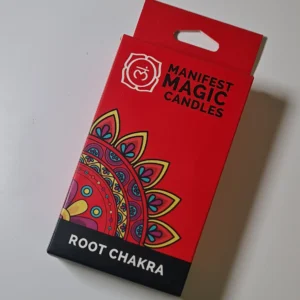 MANIFEST
MAGIC
CANDLES
ROOT CHAKRA